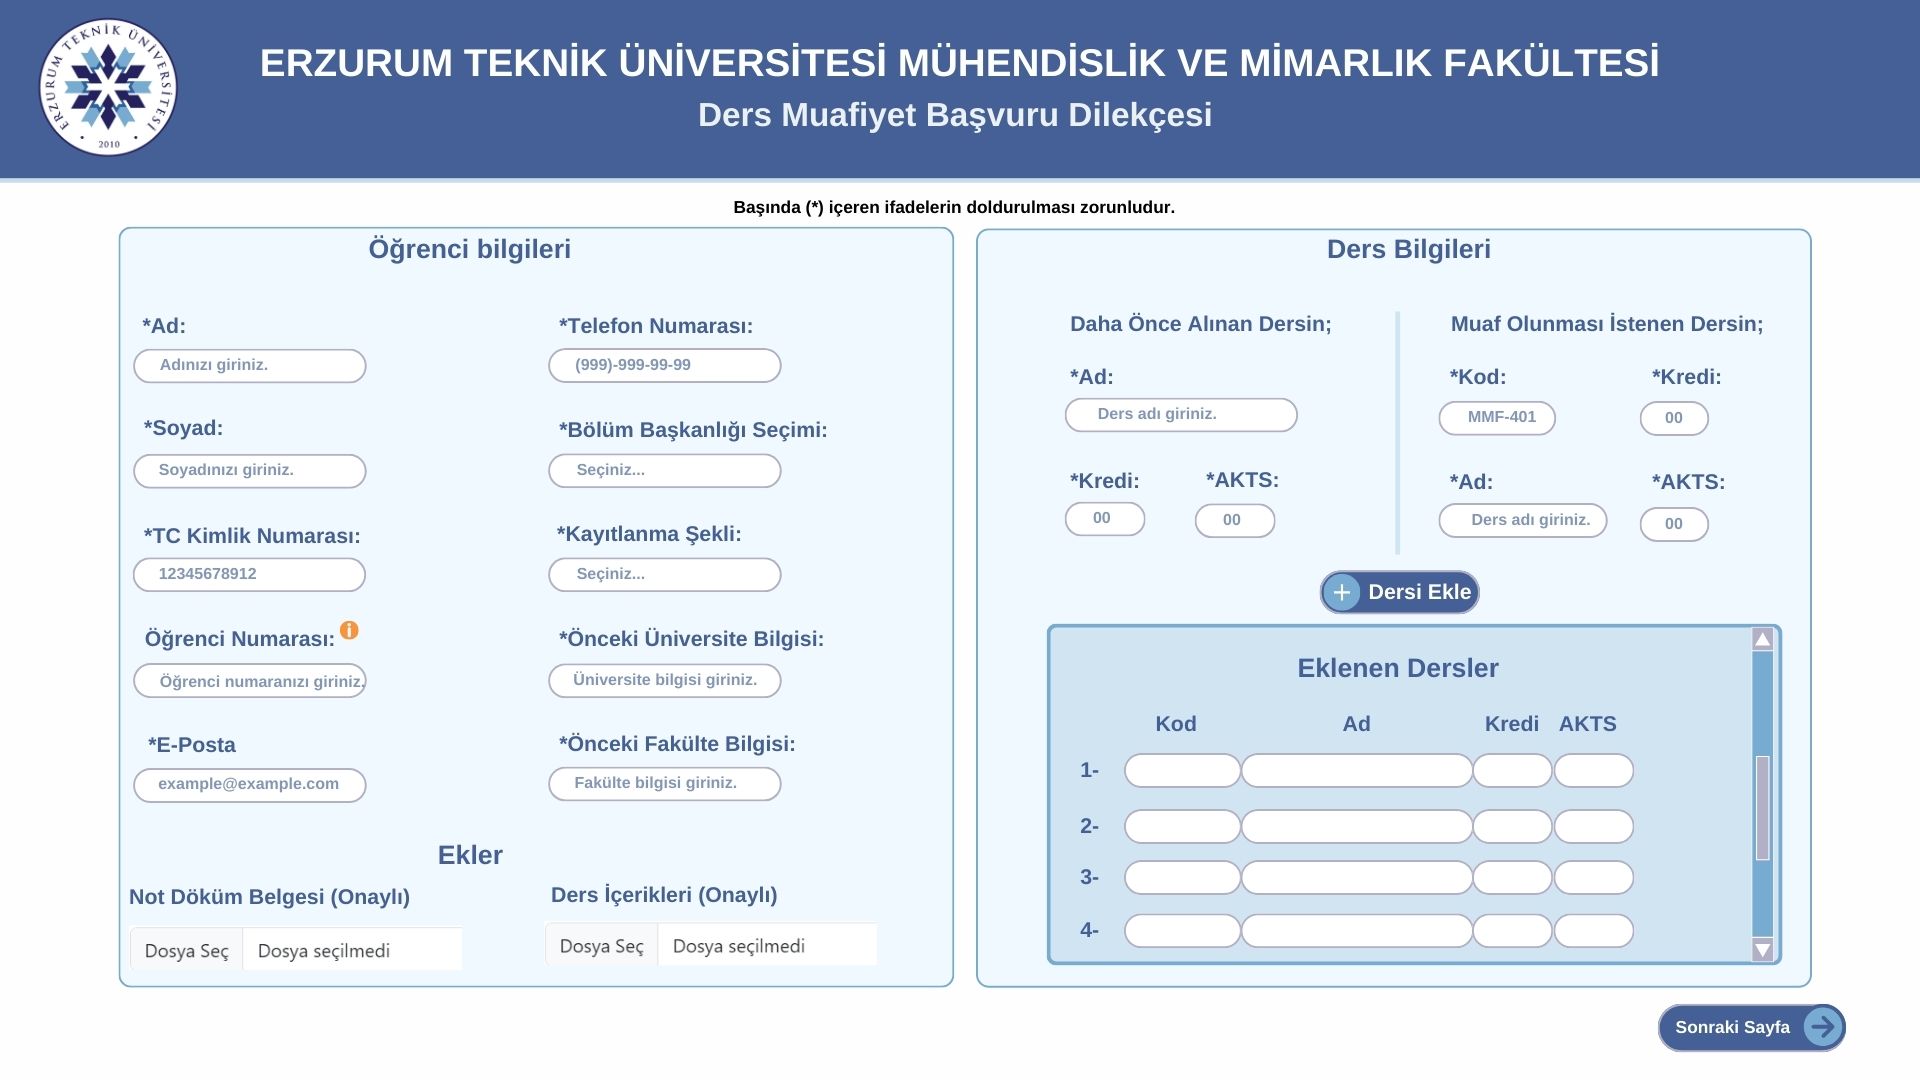 ERZURUM TEKNİK ÜNİVERSİTESİ
2010
ERZURUM TEKNİK ÜNİVERSİTESİ MÜHENDİSLİK VE MİMARLIK FAKÜLTESİ
Ders Muafiyet Başvuru Dilekçesi
Başında (*) içeren ifadelerin doldurulması zorunludur.
Öğrenci bilgileri
*Ad:
Adınızı giriniz.
*Telefon Numarası:
(999)-999-99-99
*Soyad:
Soyadınızı giriniz.
*Bölüm Başkanlığı Seçimi:
Seçiniz...
*TC Kimlik Numarası:
12345678912
*Kayıtlanma Şekli:
Seçiniz...
Öğrenci Numarası:
Öğrenci numaranızı giriniz.
*Önceki Üniversite Bilgisi:
Üniversite bilgisi giriniz.
*E-Posta
example@example.com
*Önceki Fakülte Bilgisi:
Fakülte bilgisi giriniz.
Ekler
Not Döküm Belgesi (Onaylı)
Dosya Seç Dosya seçilmedi
Ders İçerikleri (Onaylı)
Dosya Seç Dosya seçilmedi
Ders Bilgileri
Daha Önce Alınan Dersin;
*Ad:
Ders adı giriniz.
*Kredi: *AKTS:
00 00
Muaf Olunması İstenen Dersin;
*Kod: *Kredi:
MMF-401 00
*Ad: *AKTS:
Ders adı giriniz. 00
Dersi Ekle
Eklenen Dersler
Kod Ad Kredi AKTS
1-
2-
3-
4-
Sonraki Sayfa